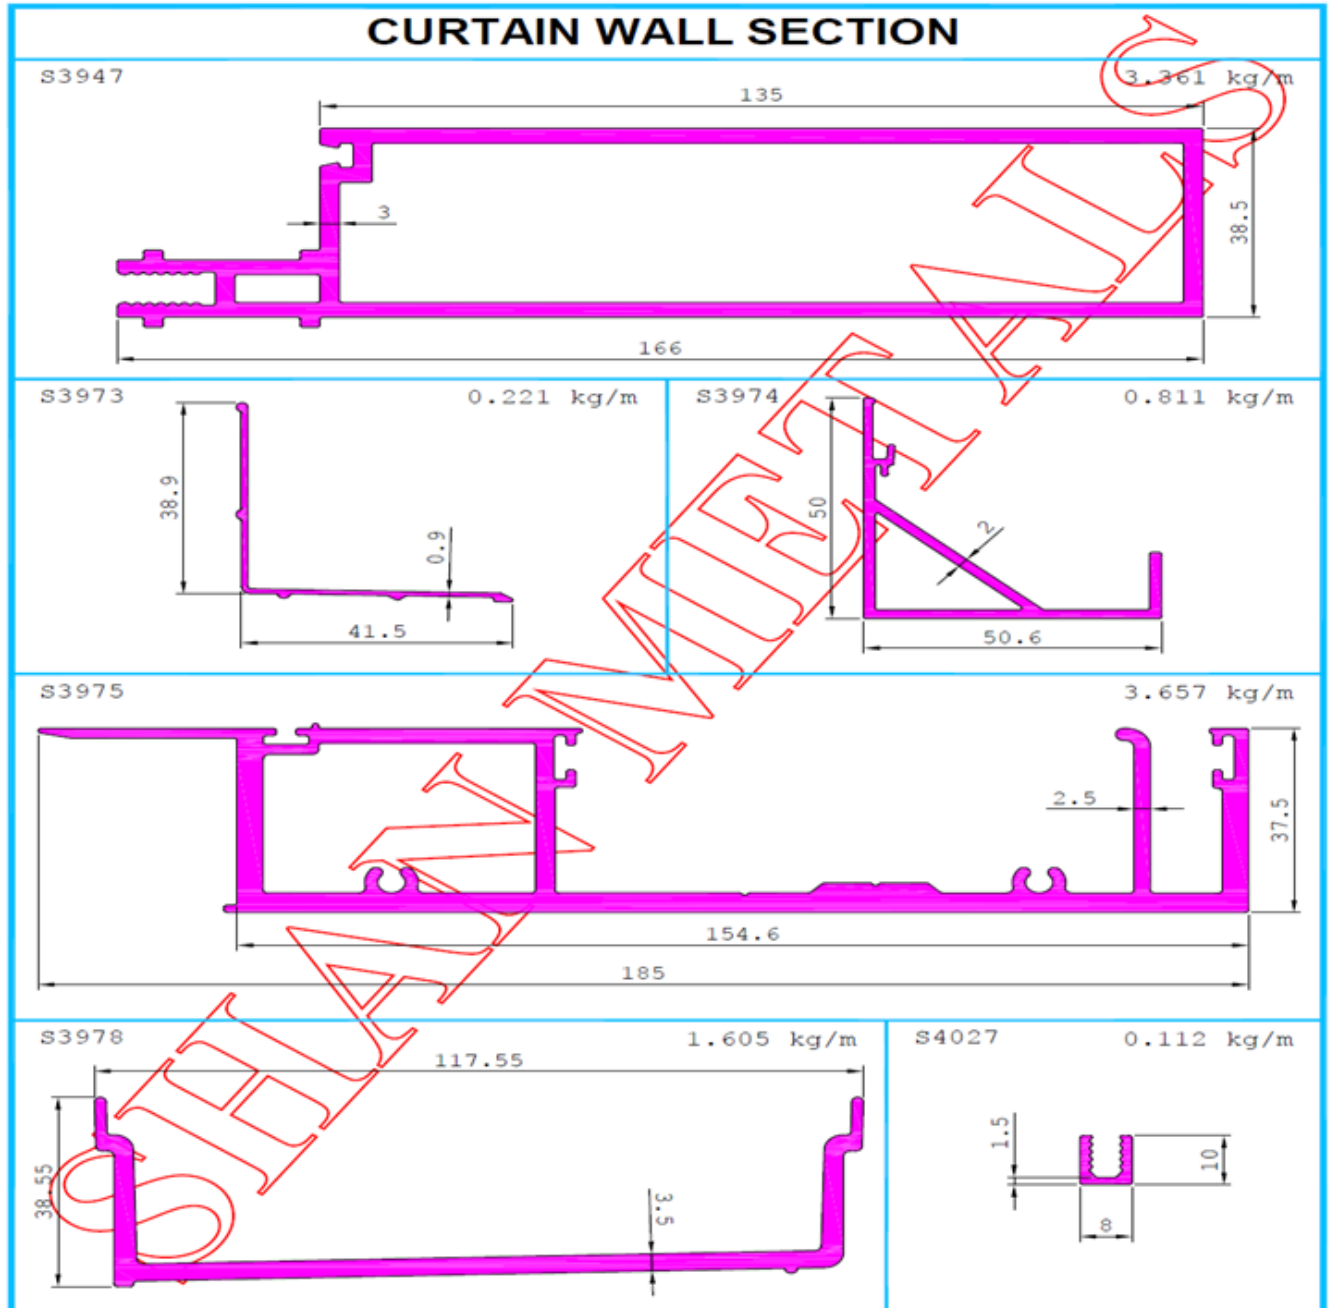 CURTAIN WALL SECTION
S3947 3.361 kg/m
135
3
38.5
166
S3973 0.221 kg/m
38.9
0.9
41.5
S3974 0.811 kg/m
50
2
50.6
S3975 3.657 kg/m
2.5
37.5
154.6
185
S3978 1.605 kg/m
117.55
38.55
3.5
S4027 0.112 kg/m
1.5
10
8
SHAN METALS